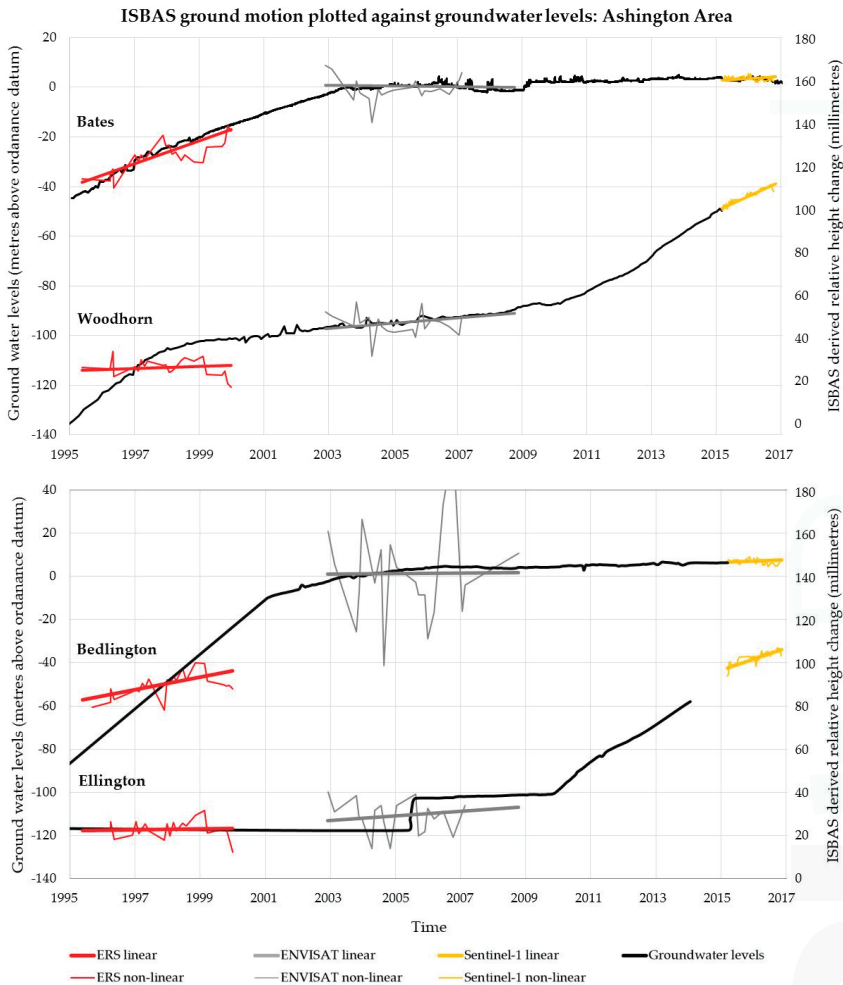 ISBAS ground motion plotted against groundwater levels: Ashington Area
Ground water levels (metres above ordanance datum)
20
0
-20
-40
-60
-80
-100
-120
-140
Bates
Woodhorn
180
160
140
120
100
80
60
40
20
0
ISBAS derived relative height change (millimetres)
1995 1997 1999 2001 2003 2005 2007 2009 2011 2013 2015 2017
Ground water levels (metres above ordanance datum)
40
20
0
-20
-40
-60
-80
-100
-120
-140
Bedlington
Ellington
180
160
140
120
100
80
60
40
20
0
ISBAS derived relative height change (millimetres)
1995 1997 1999 2001 2003 2005 2007 2009 2011 2013 2015 2017
Time
ERS linear ENVISAT linear Sentinel-1 linear Groundwater levels
ERS non-linear ENVISAT non-linear Sentinel-1 non-linear